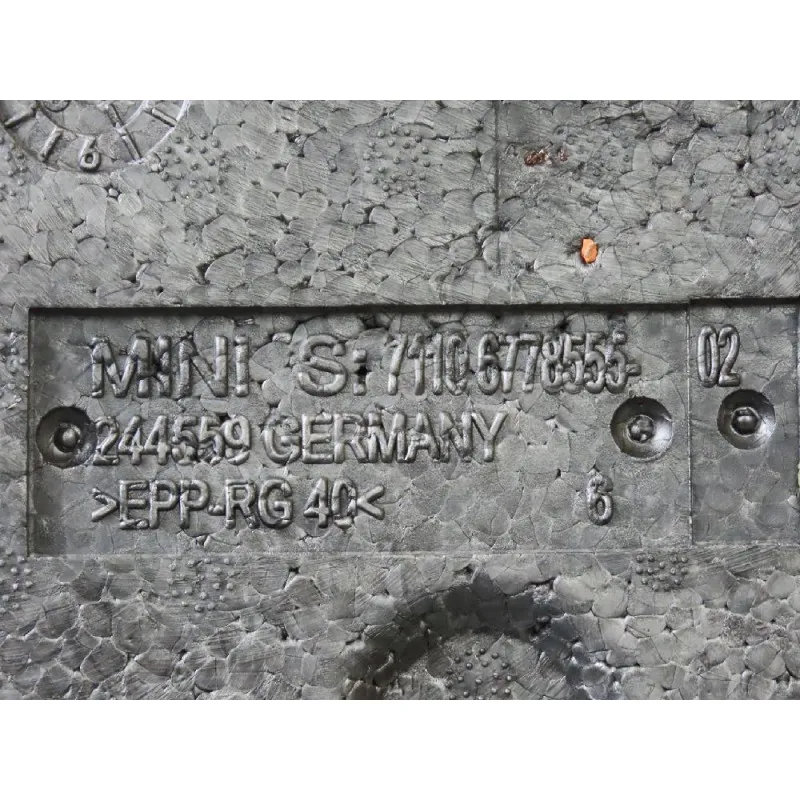 MINI S: 7110 6778555- 02
244559 GERMANY
>EPP-RG 40< 6